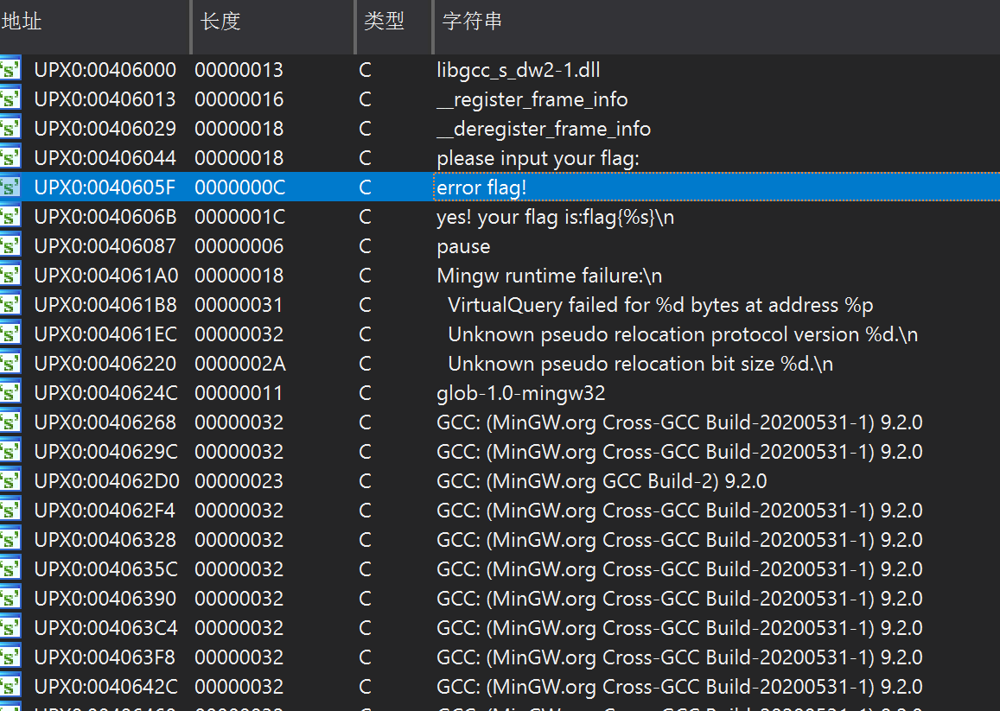 地址 长度 类型 字符串
UPX0:00406000 00000013 C libgcc_s_dw2-1.dll
UPX0:00406013 00000016 C __register_frame_info
UPX0:00406029 00000018 C __deregister_frame_info
UPX0:00406044 00000018 C please input your flag:
UPX0:0040605F 0000000C C error flag!
UPX0:0040606B 0000001C C yes! your flag is:flag{%s}\n
UPX0:00406087 00000006 C pause
UPX0:004061A0 00000018 C Mingw runtime failure:\n
UPX0:004061B8 00000031 C VirtualQuery failed for %d bytes at address %p
UPX0:004061EC 00000032 C Unknown pseudo relocation protocol version %d.\n
UPX0:00406220 0000002A C Unknown pseudo relocation bit size %d.\n
UPX0:0040624C 00000011 C glob-1.0-mingw32
UPX0:00406268 00000032 C GCC: (MinGW.org Cross-GCC Build-20200531-1) 9.2.0
UPX0:0040629C 00000032 C GCC: (MinGW.org Cross-GCC Build-20200531-1) 9.2.0
UPX0:004062D0 00000023 C GCC: (MinGW.org GCC Build-2) 9.2.0
UPX0:004062F4 00000032 C GCC: (MinGW.org Cross-GCC Build-20200531-1) 9.2.0
UPX0:00406328 00000032 C GCC: (MinGW.org Cross-GCC Build-20200531-1) 9.2.0
UPX0:0040635C 00000032 C GCC: (MinGW.org Cross-GCC Build-20200531-1) 9.2.0
UPX0:00406390 00000032 C GCC: (MinGW.org Cross-GCC Build-20200531-1) 9.2.0
UPX0:004063C4 00000032 C GCC: (MinGW.org Cross-GCC Build-20200531-1) 9.2.0
UPX0:004063F8 00000032 C GCC: (MinGW.org Cross-GCC Build-20200531-1) 9.2.0
UPX0:0040642C 00000032 C GCC: (MinGW.org Cross-GCC Build-20200531-1) 9.2.0